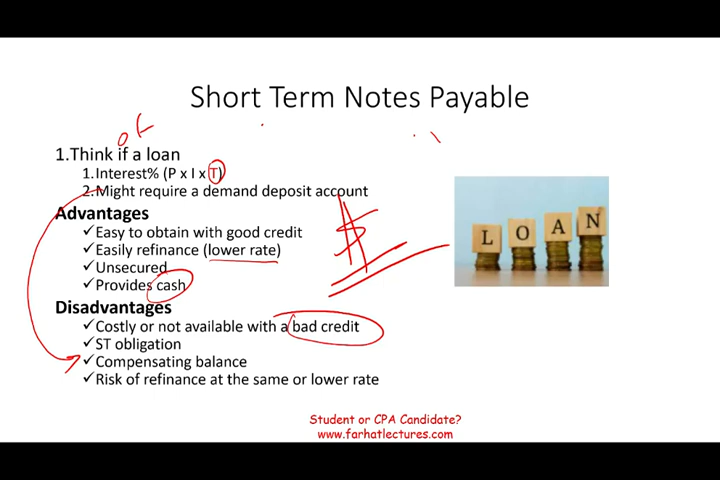 Short Term Notes Payable
of
1.Think if a loan
1.Interest% (P x I x T)
2.Might require a demand deposit account
Advantages
✓Easy to obtain with good credit
✓Easily refinance (lower rate)
✓Unsecured
✓Provides cash
$
LOAN
Disadvantages
✓Costly or not available with a bad credit
✓ST obligation
✓Compensating balance
✓Risk of refinance at the same or lower rate
Student or CPA Candidate?
www.farhatlectures.com